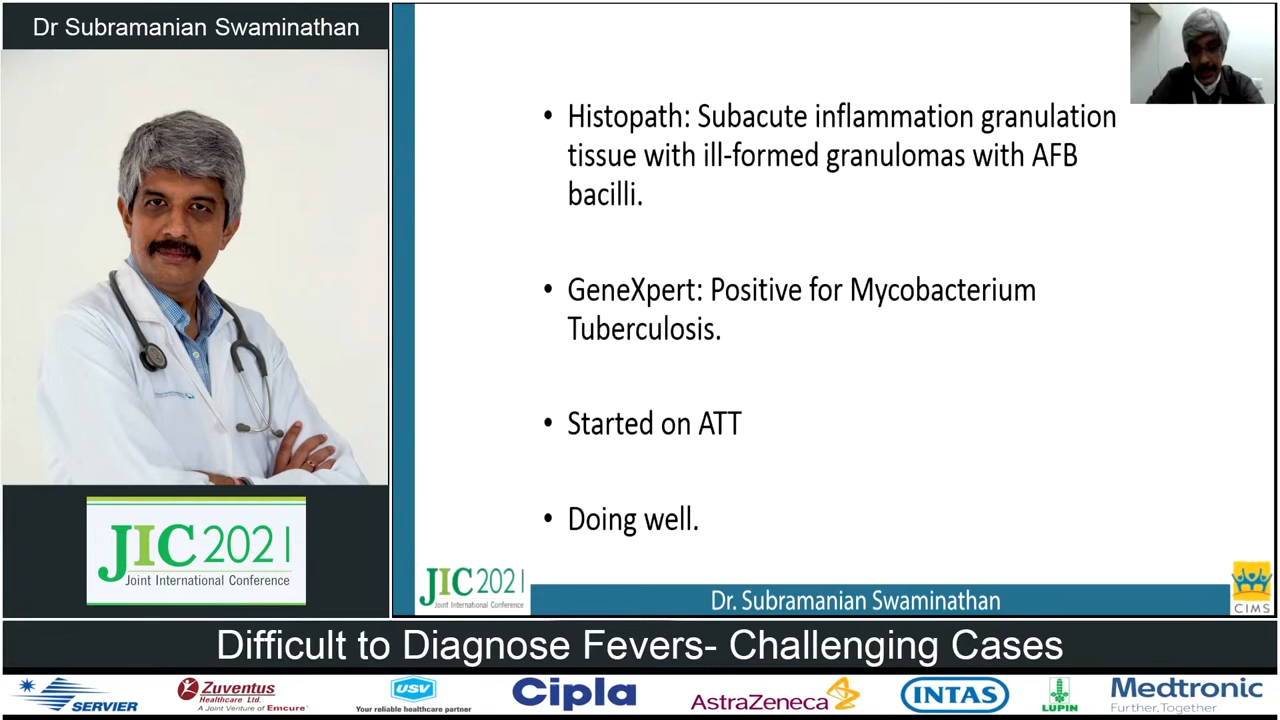 Dr Subramanian Swaminathan
• Histopath: Subacute inflammation granulation
tissue with ill-formed granulomas with AFB
bacilli.
• GeneXpert: Positive for Mycobacterium
Tuberculosis.
• Started on ATT
• Doing well.
JIC 2021
Joint International Conference
JIC 2021
Joint International Conference
Dr. Subramanian Swaminathan
CIMS
Difficult to Diagnose Fevers- Challenging Cases
SERVIER
Zuventus
Healthcare Ltd.
A Joint Venture of Emcure
USV
Your reliable healthcare partner
Cipla
AstraZeneca
INTAS
LUPIN
Medtronic
Further, Together